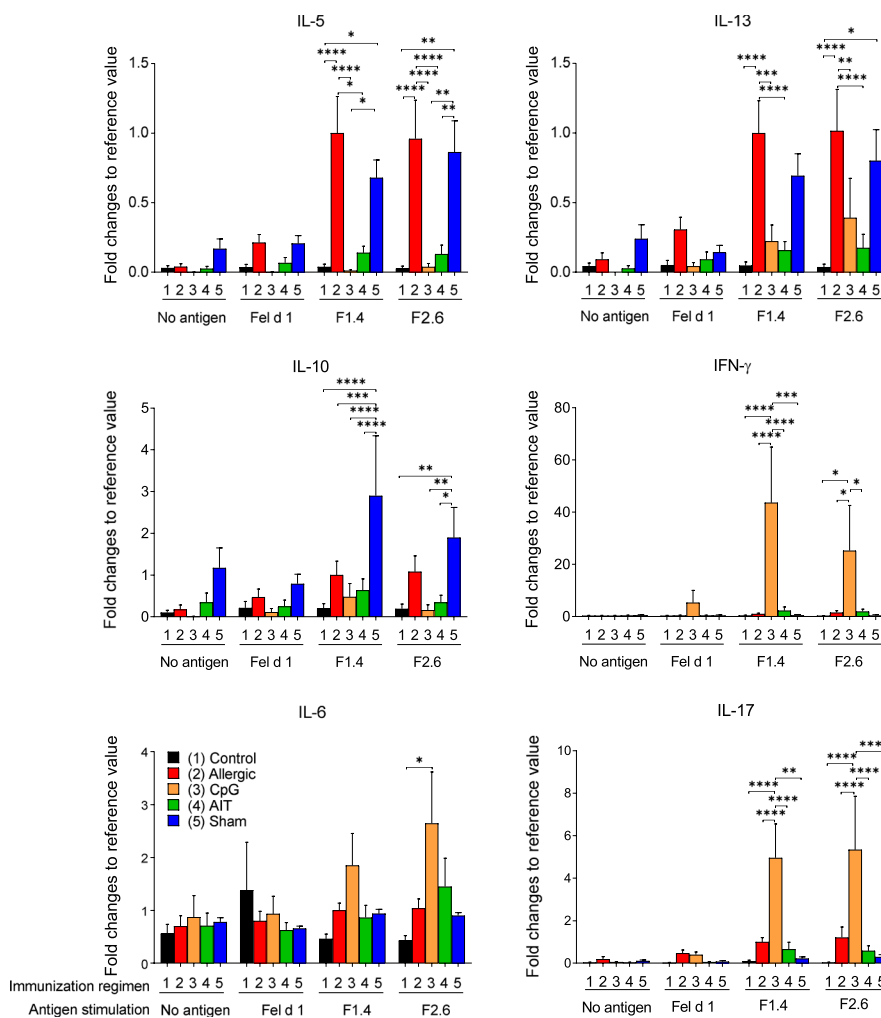 IL-5
IL-13
Fold changes to reference value
1.5
1.0
0.5
0.0
* ** **** **** * * ** **** **** **** ** **
1 2 3 4 5 1 2 3 4 5 1 2 3 4 5 1 2 3 4 5
No antigen Fel d 1 F1.4 F2.6
Fold changes to reference value
1.5
1.0
0.5
0.0
**** *** **** * **** ** ****
1 2 3 4 5 1 2 3 4 5 1 2 3 4 5 1 2 3 4 5
No antigen Fel d 1 F1.4 F2.6
IL-10
IFN-γ
Fold changes to reference value
5
4
3
2
1
0
**** *** **** **** ** ** *
1 2 3 4 5 1 2 3 4 5 1 2 3 4 5 1 2 3 4 5
No antigen Fel d 1 F1.4 F2.6
Fold changes to reference value
80
60
40
20
0
*** **** **** **** * * *
1 2 3 4 5 1 2 3 4 5 1 2 3 4 5 1 2 3 4 5
No antigen Fel d 1 F1.4 F2.6
IL-6
IL-17
Fold changes to reference value
4
3
2
1
0
(1) Control
(2) Allergic
(3) CpG
(4) AIT
(5) Sham
*
Immunization regimen 1 2 3 4 5 1 2 3 4 5 1 2 3 4 5 1 2 3 4 5
Antigen stimulation No antigen Fel d 1 F1.4 F2.6
Fold changes to reference value
10
8
6
4
2
0
**** ** **** **** **** **** ****
1 2 3 4 5 1 2 3 4 5 1 2 3 4 5 1 2 3 4 5
No antigen Fel d 1 F1.4 F2.6